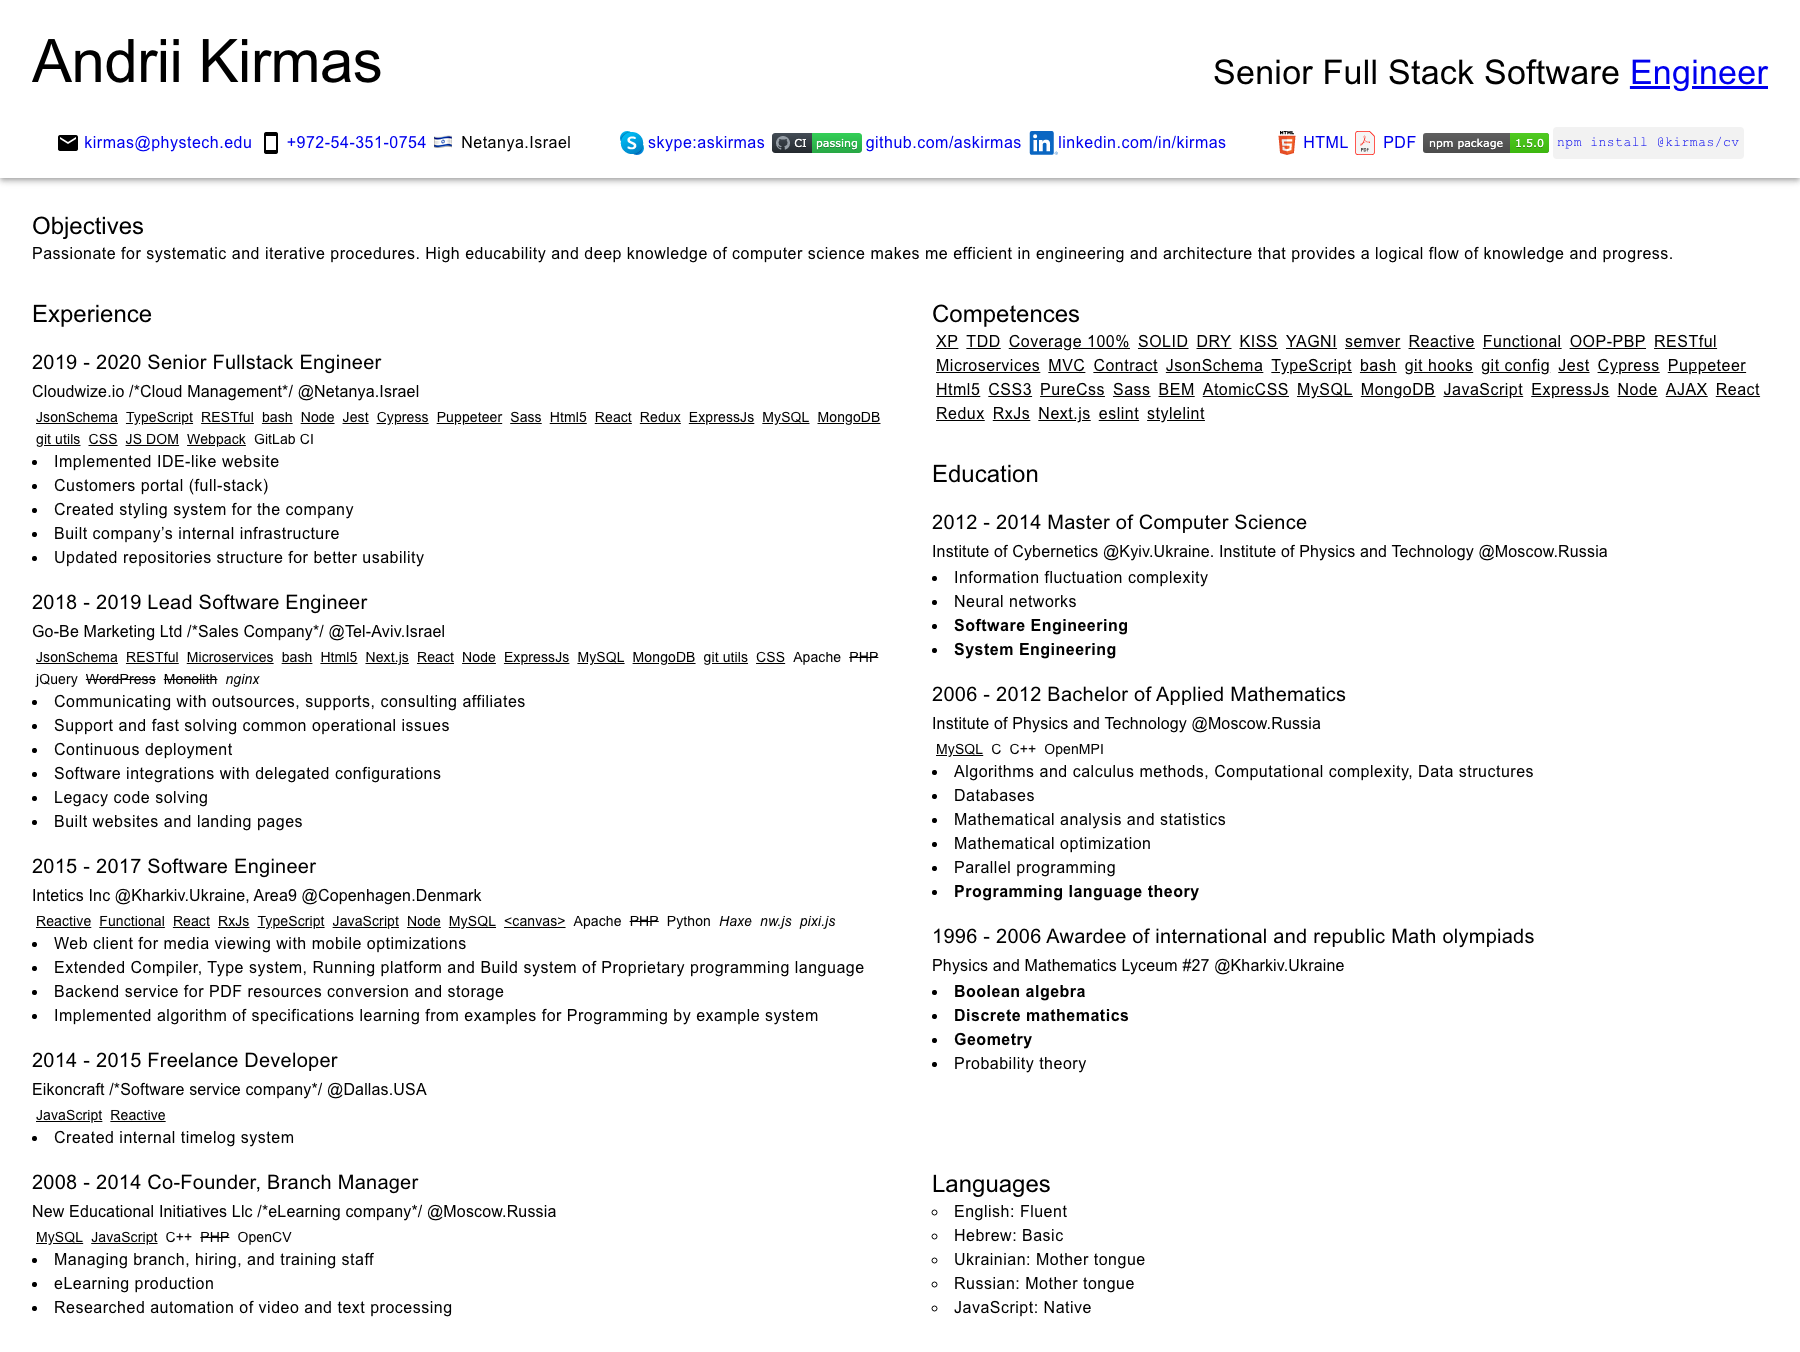 Andrii Kirmas
Senior Full Stack Software Engineer
kirmas@phystech.edu +972-54-351-0754 Netanya.Israel skype:askirmas CI passing github.com/askirmas linkedin.com/in/kirmas HTML PDF npm package 1.5.0 npm install @kirmas/cv
Objectives
Passionate for systematic and iterative procedures. High educability and deep knowledge of computer science makes me efficient in engineering and architecture that provides a logical flow of knowledge and progress.
Experience
2019 - 2020 Senior Fullstack Engineer
Cloudwize.io /*Cloud Management*/ @Netanya.Israel
JsonSchema TypeScript RESTful bash Node Jest Cypress Puppeteer Sass Html5 React Redux ExpressJs MySQL MongoDB
git utils CSS JS DOM Webpack GitLab CI
• Implemented IDE-like website
• Customers portal (full-stack)
• Created styling system for the company
• Built company’s internal infrastructure
• Updated repositories structure for better usability
2018 - 2019 Lead Software Engineer
Go-Be Marketing Ltd /*Sales Company*/ @Tel-Aviv.Israel
JsonSchema RESTful Microservices bash Html5 Next.js React Node ExpressJs MySQL MongoDB git utils CSS Apache PHP
jQuery WordPress Monolith nginx
• Communicating with outsources, supports, consulting affiliates
• Support and fast solving common operational issues
• Continuous deployment
• Software integrations with delegated configurations
• Legacy code solving
• Built websites and landing pages
2015 - 2017 Software Engineer
Intetics Inc @Kharkiv.Ukraine, Area9 @Copenhagen.Denmark
Reactive Functional React RxJs TypeScript JavaScript Node MySQL <canvas> Apache PHP Python Haxe nw.js pixi.js
• Web client for media viewing with mobile optimizations
• Extended Compiler, Type system, Running platform and Build system of Proprietary programming language
• Backend service for PDF resources conversion and storage
• Implemented algorithm of specifications learning from examples for Programming by example system
2014 - 2015 Freelance Developer
Eikoncraft /*Software service company*/ @Dallas.USA
JavaScript Reactive
• Created internal timelog system
2008 - 2014 Co-Founder, Branch Manager
New Educational Initiatives Llc /*eLearning company*/ @Moscow.Russia
MySQL JavaScript C++ PHP OpenCV
• Managing branch, hiring, and training staff
• eLearning production
• Researched automation of video and text processing
Competences
XP TDD Coverage 100% SOLID DRY KISS YAGNI semver Reactive Functional OOP-PBP RESTful
Microservices MVC Contract JsonSchema TypeScript bash git hooks git config Jest Cypress Puppeteer
Html5 CSS3 PureCss Sass BEM AtomicCSS MySQL MongoDB JavaScript ExpressJs Node AJAX React
Redux RxJs Next.js eslint stylelint
Education
2012 - 2014 Master of Computer Science
Institute of Cybernetics @Kyiv.Ukraine. Institute of Physics and Technology @Moscow.Russia
• Information fluctuation complexity
• Neural networks
• Software Engineering
• System Engineering
2006 - 2012 Bachelor of Applied Mathematics
Institute of Physics and Technology @Moscow.Russia
MySQL C C++ OpenMPI
• Algorithms and calculus methods, Computational complexity, Data structures
• Databases
• Mathematical analysis and statistics
• Mathematical optimization
• Parallel programming
• Programming language theory
1996 - 2006 Awardee of international and republic Math olympiads
Physics and Mathematics Lyceum #27 @Kharkiv.Ukraine
• Boolean algebra
• Discrete mathematics
• Geometry
• Probability theory
Languages
◦ English: Fluent
◦ Hebrew: Basic
◦ Ukrainian: Mother tongue
◦ Russian: Mother tongue
◦ JavaScript: Native